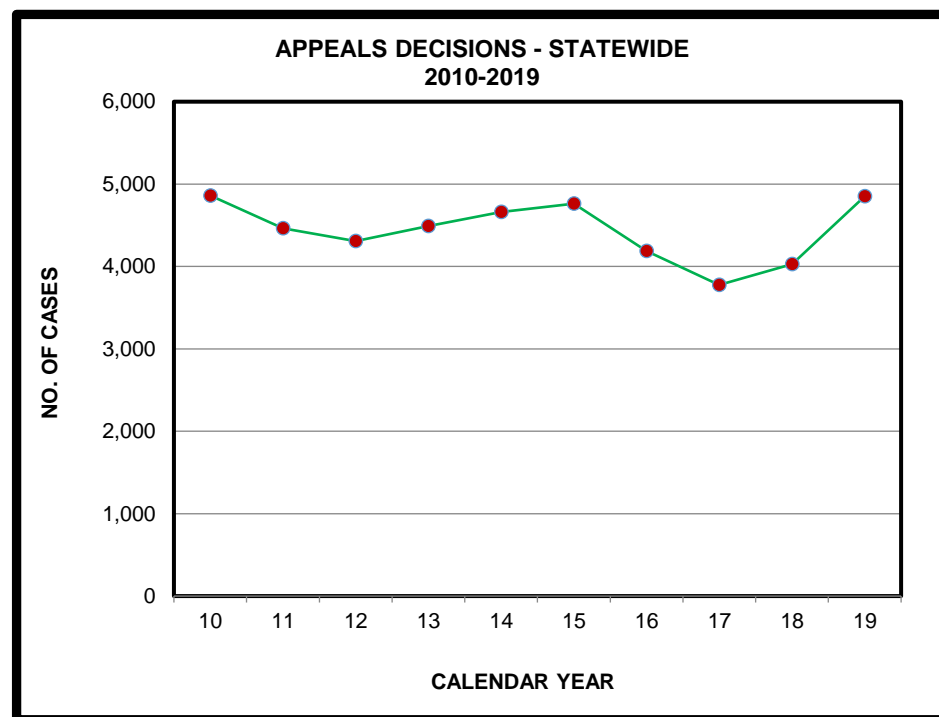 APPEALS DECISIONS - STATEWIDE
2010-2019
6,000
5,000
4,000
3,000
2,000
1,000
0
NO. OF CASES
10 11 12 13 14 15 16 17 18 19
CALENDAR YEAR